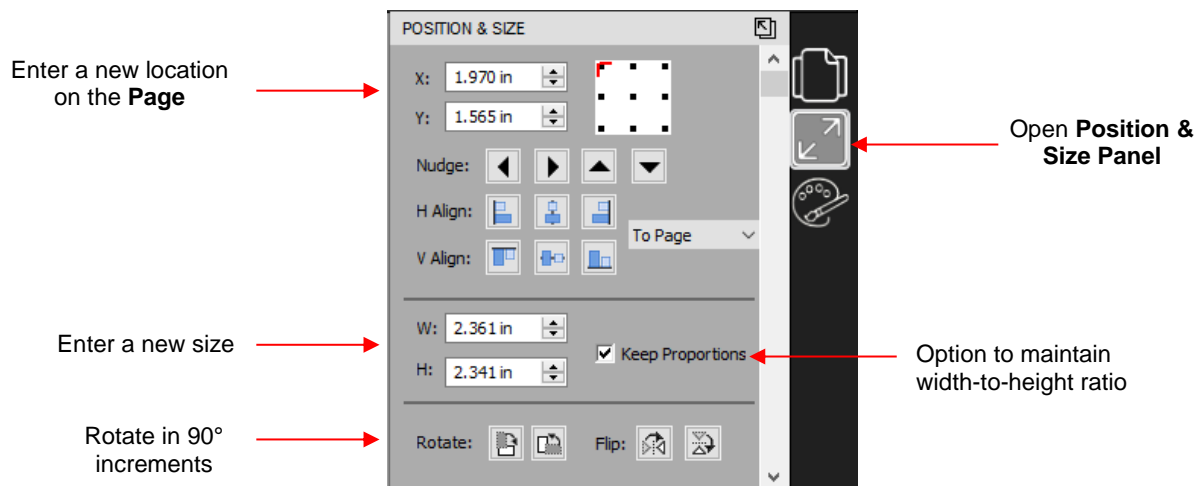 POSITION & SIZE
Enter a new location
on the Page
X: 1.970 in
Y: 1.565 in
Open Position &
Size Panel
Nudge:
H Align:
To Page
V Align:
Enter a new size
W: 2.361 in
H: 2.341 in
Keep Proportions
Option to maintain
width-to-height ratio
Rotate in 90°
increments
Rotate:
Flip: